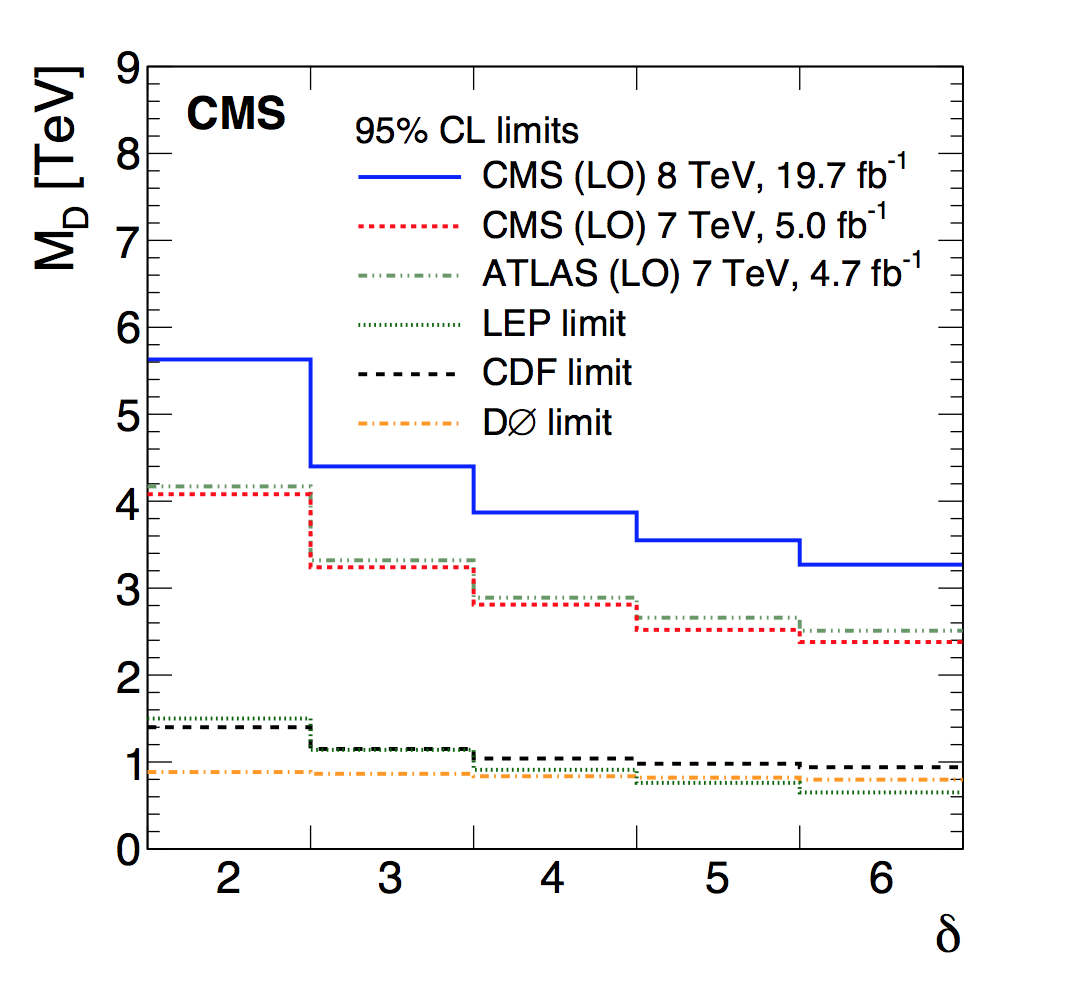 CMS
95% CL limits
CMS (LO) 8 TeV, 19.7 fb⁻¹
CMS (LO) 7 TeV, 5.0 fb⁻¹
ATLAS (LO) 7 TeV, 4.7 fb⁻¹
LEP limit
CDF limit
DØ limit
M_D [TeV]
9
8
7
6
5
4
3
2
1
0
2 3 4 5 6
δ